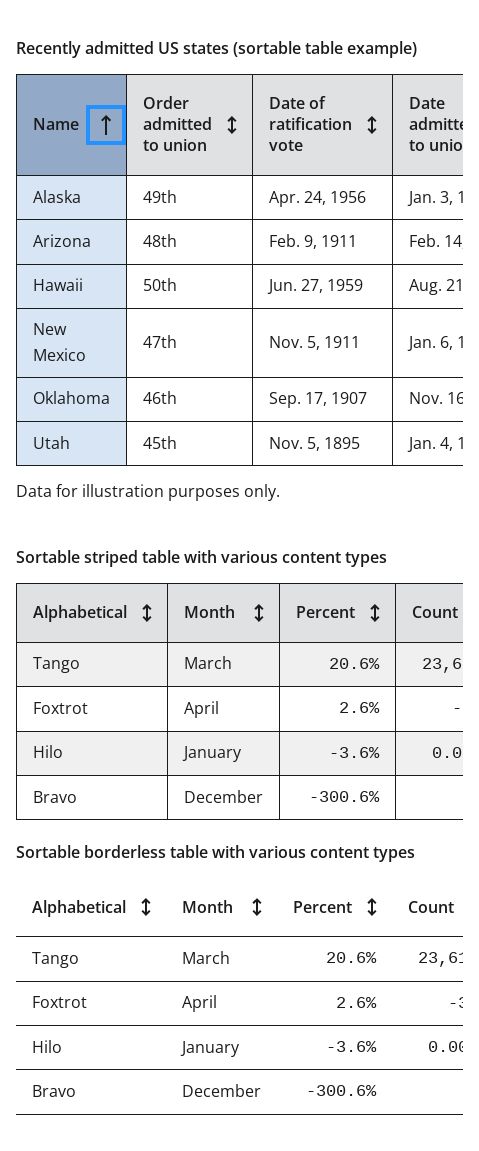 Recently admitted US states (sortable table example)
Name
Order
admitted
to union
Date of
ratification
vote
Date
admitte
to unio
Alaska 49th Apr. 24, 1956 Jan. 3, 1
Arizona 48th Feb. 9, 1911 Feb. 14
Hawaii 50th Jun. 27, 1959 Aug. 21
New
Mexico
47th Nov. 5, 1911 Jan. 6, 1
Oklahoma 46th Sep. 17, 1907 Nov. 16
Utah 45th Nov. 5, 1895 Jan. 4, 1
Data for illustration purposes only.
Sortable striped table with various content types
Alphabetical Month Percent Count
Tango March 20.6% 23,6
Foxtrot April 2.6% -
Hilo January -3.6% 0.0
Bravo December -300.6%
Sortable borderless table with various content types
Alphabetical Month Percent Count
Tango March 20.6% 23,61
Foxtrot April 2.6% -3
Hilo January -3.6% 0.00
Bravo December -300.6%